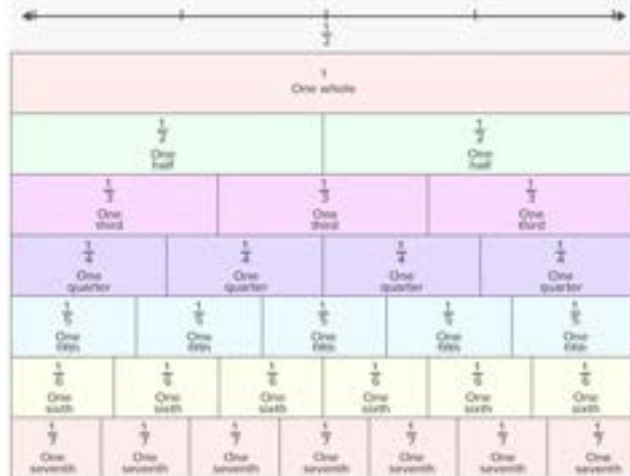 1/2
1
One whole
1/2 1/2
One One
half half
1/3 1/3 1/3
One One One
third third third
1/4 1/4 1/4 1/4
One One One One
quarter quarter quarter quarter
1/5 1/5 1/5 1/5 1/5
One One One One One
fifth fifth fifth fifth fifth
1/6 1/6 1/6 1/6 1/6 1/6
One One One One One One
sixth sixth sixth sixth sixth sixth
1/7 1/7 1/7 1/7 1/7 1/7 1/7
One One One One One One One
seventh seventh seventh seventh seventh seventh seventh